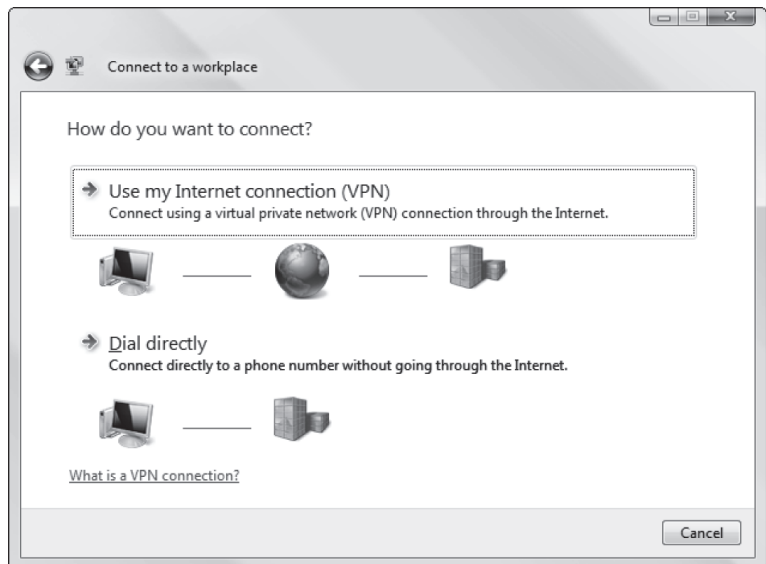 Connect to a workplace
How do you want to connect?
Use my Internet connection (VPN)
Connect using a virtual private network (VPN) connection through the Internet.
Dial directly
Connect directly to a phone number without going through the Internet.
What is a VPN connection?
Cancel